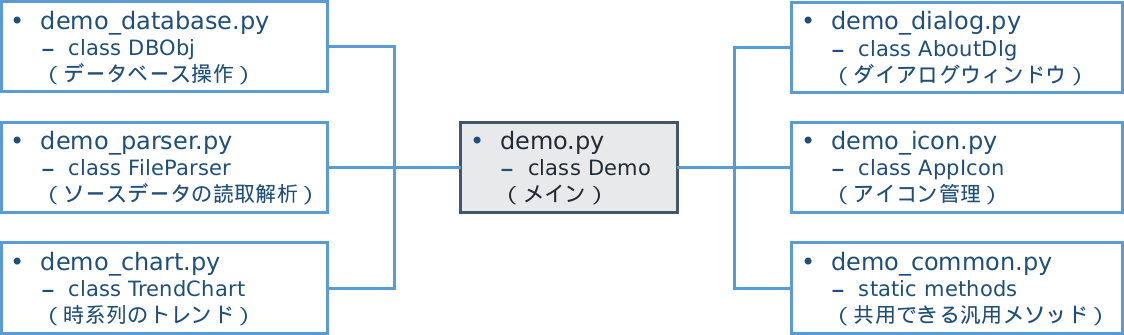 • demo_database.py
– class DBObj
（データベース操作）
• demo_parser.py
– class FileParser
（ソースデータの読取解析）
• demo_chart.py
– class TrendChart
（時系列のトレンド）
• demo.py
– class Demo
（メイン）
• demo_dialog.py
– class AboutDlg
（ダイアログウィンドウ）
• demo_icon.py
– class AppIcon
（アイコン管理）
• demo_common.py
– static methods
（共用できる汎用メソッド）